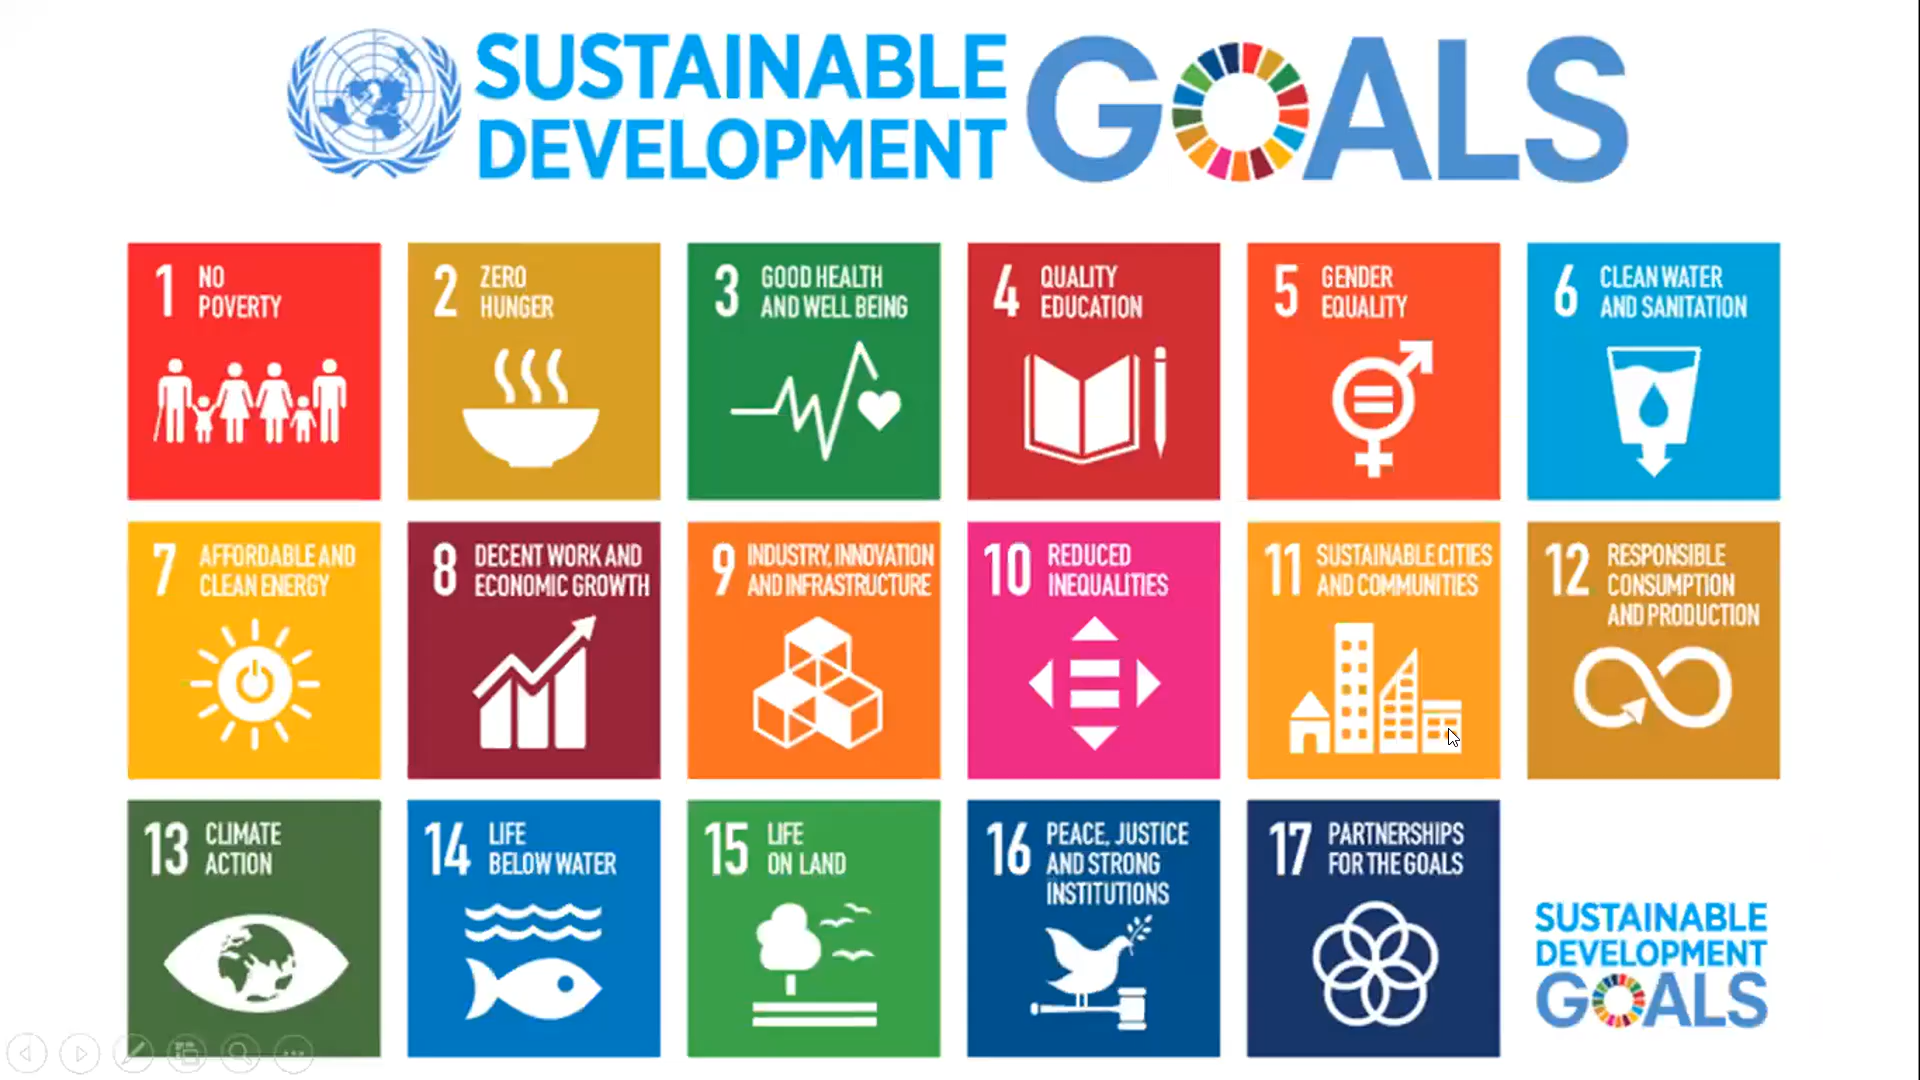 SUSTAINABLE
DEVELOPMENT
GOALS
1 NO
POVERTY
2 ZERO
HUNGER
3 GOOD HEALTH
AND WELL BEING
4 QUALITY
EDUCATION
5 GENDER
EQUALITY
6 CLEAN WATER
AND SANITATION
7 AFFORDABLE AND
CLEAN ENERGY
8 DECENT WORK AND
ECONOMIC GROWTH
9 INDUSTRY, INNOVATION
AND INFRASTRUCTURE
10 REDUCED
INEQUALITIES
11 SUSTAINABLE CITIES
AND COMMUNITIES
12 RESPONSIBLE
CONSUMPTION
AND PRODUCTION
13 CLIMATE
ACTION
14 LIFE
BELOW WATER
15 LIFE
ON LAND
16 PEACE, JUSTICE
AND STRONG
INSTITUTIONS
17 PARTNERSHIPS
FOR THE GOALS
SUSTAINABLE
DEVELOPMENT
GOALS